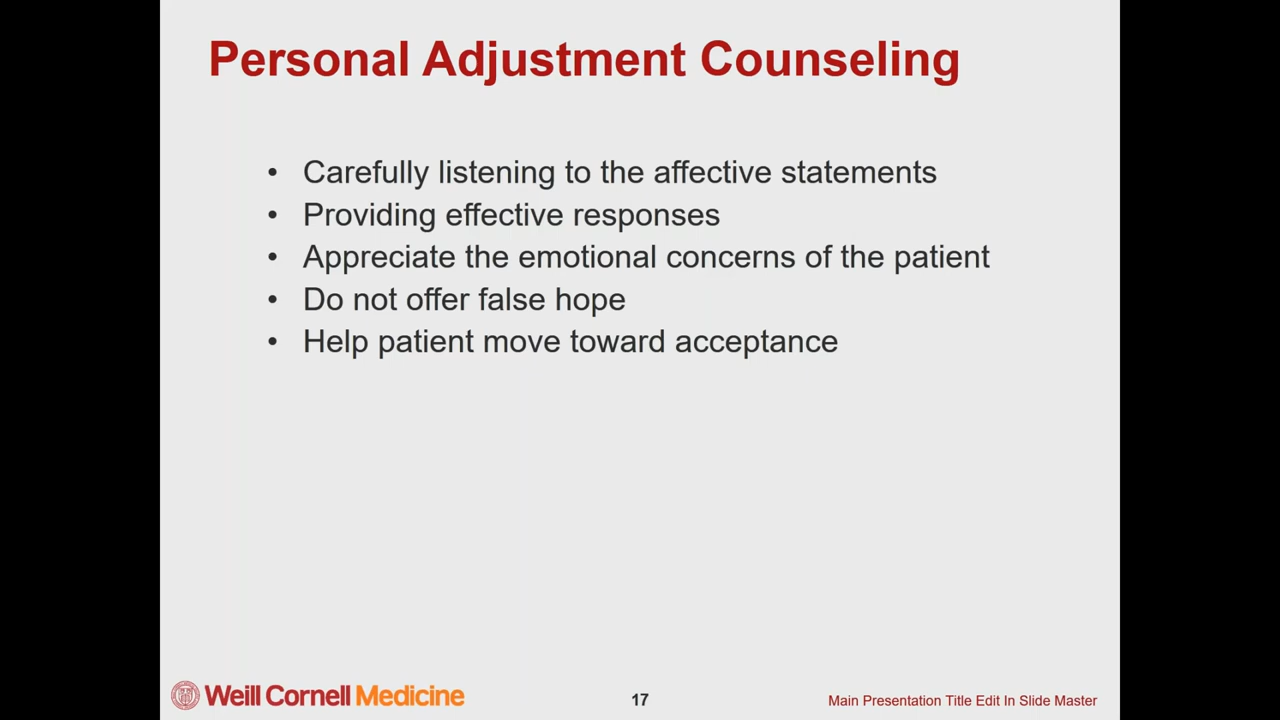 Personal Adjustment Counseling
• Carefully listening to the affective statements
• Providing effective responses
• Appreciate the emotional concerns of the patient
• Do not offer false hope
• Help patient move toward acceptance
Weill Cornell Medicine
17
Main Presentation Title Edit In Slide Master